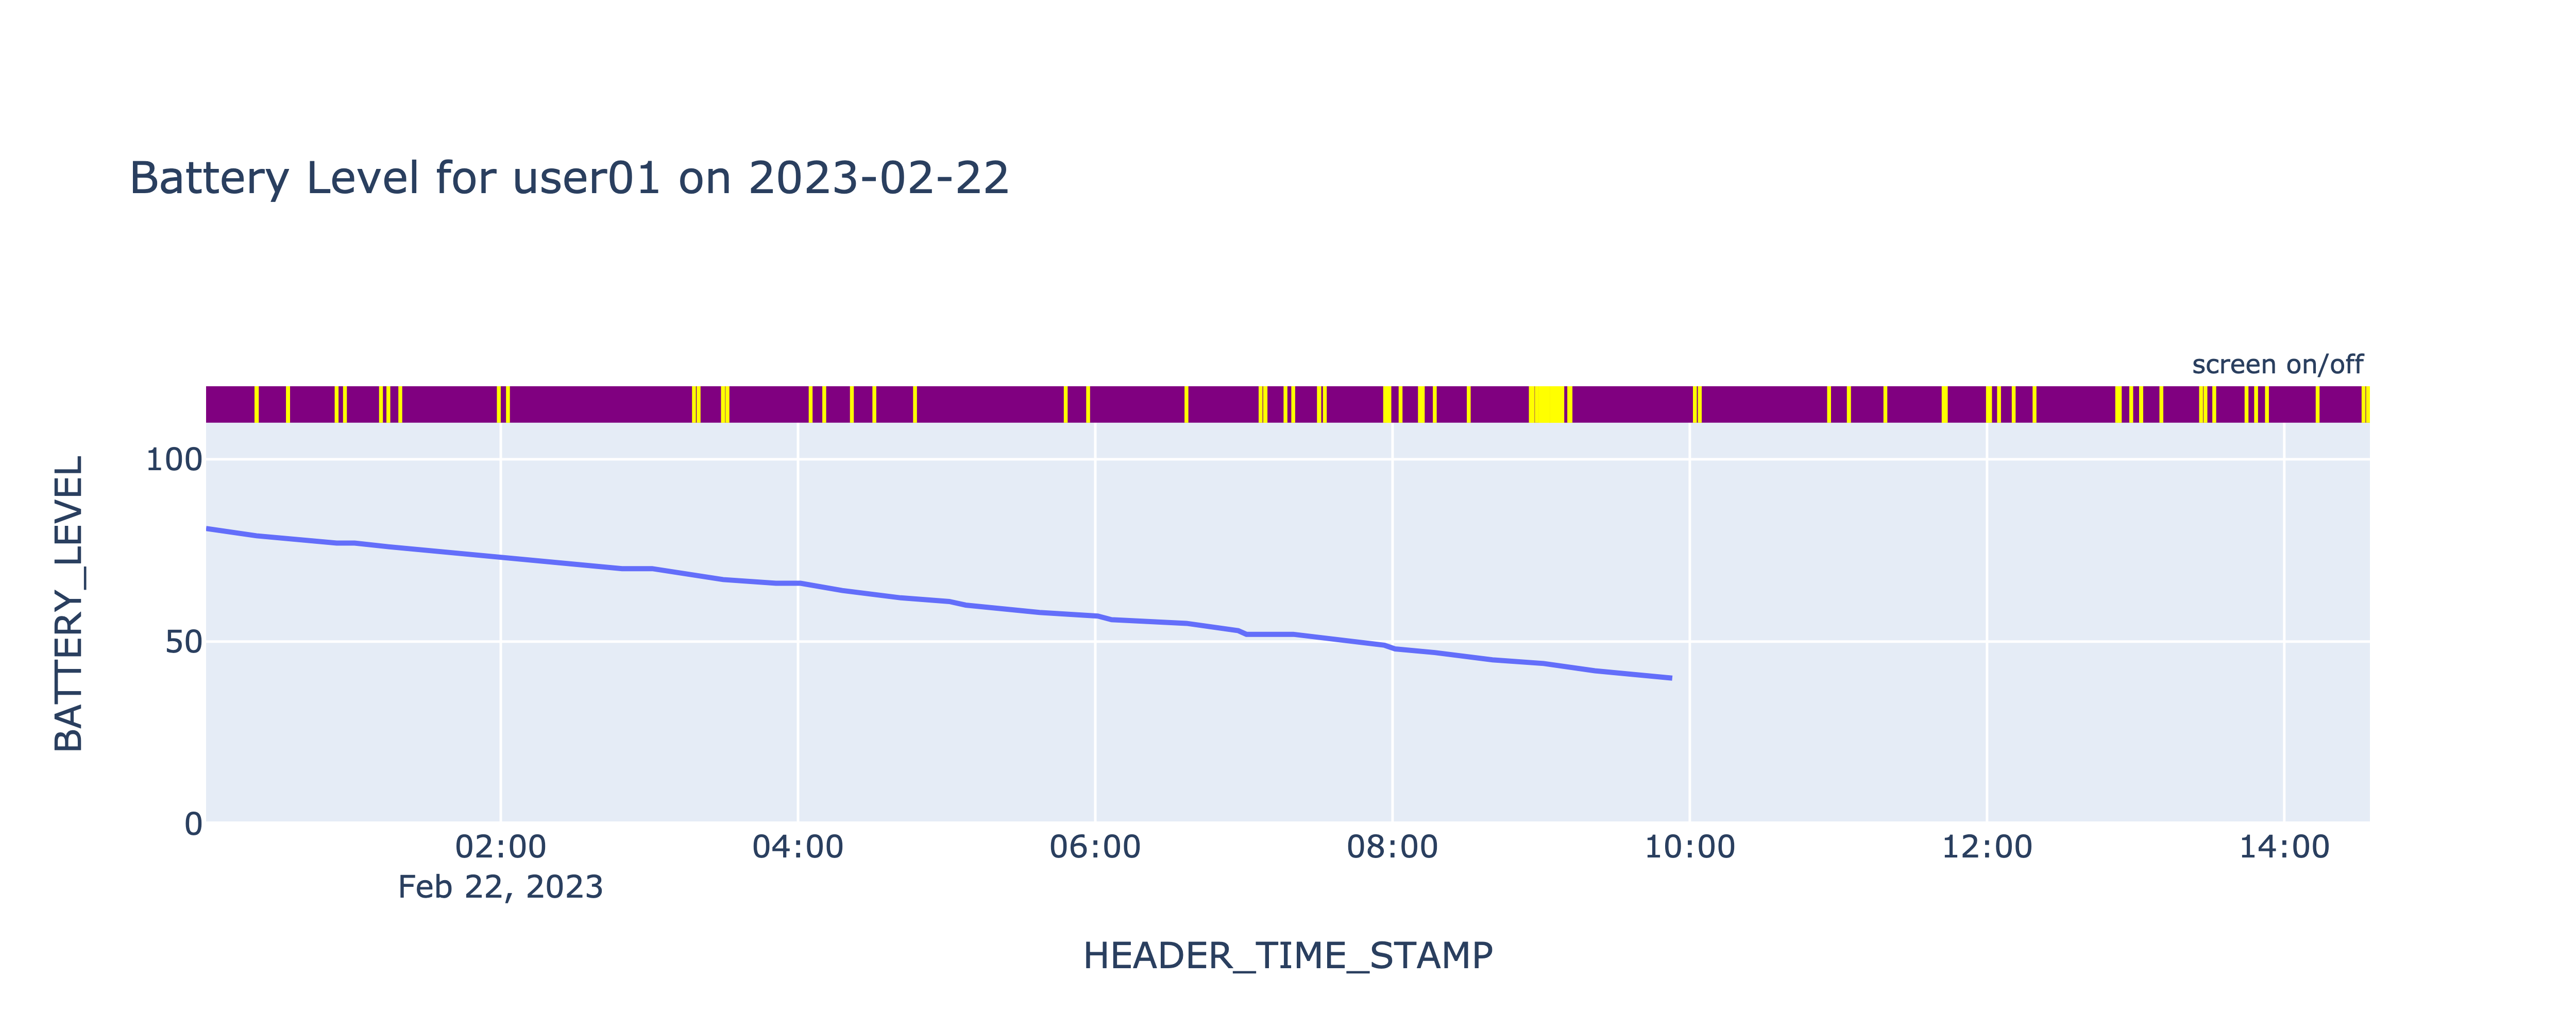 Battery Level for user01 on 2023-02-22
screen on/off
100
50
0
BATTERY_LEVEL
02:00 04:00 06:00 08:00 10:00 12:00 14:00
Feb 22, 2023
HEADER_TIME_STAMP